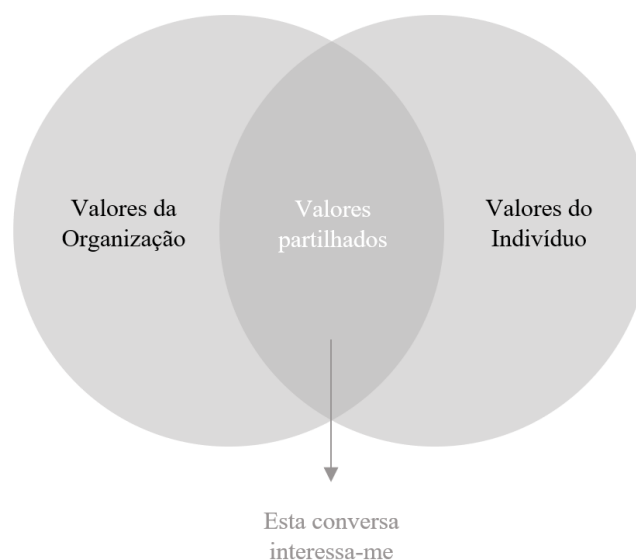 Valores da
Organização
Valores
partilhados
Valores do
Indivíduo
Esta conversa
interessa-me